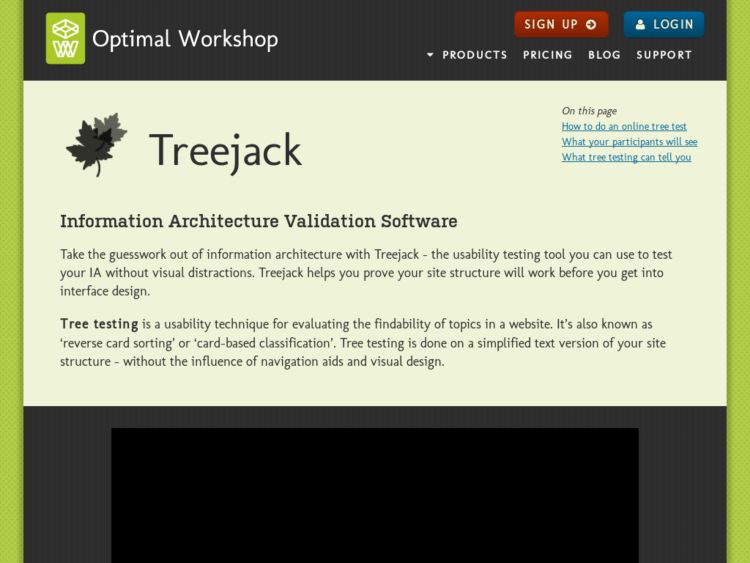 Optimal Workshop
SIGN UP
LOGIN
PRODUCTS PRICING BLOG SUPPORT
Treejack
On this page
How to do an online tree test
What your participants will see
What tree testing can tell you
Information Architecture Validation Software
Take the guesswork out of information architecture with Treejack - the usability testing tool you can use to test
your IA without visual distractions. Treejack helps you prove your site structure will work before you get into
interface design.
Tree testing is a usability technique for evaluating the findability of topics in a website. It's also known as
‘reverse card sorting’ or ‘card-based classification’. Tree testing is done on a simplified text version of your site
structure - without the influence of navigation aids and visual design.